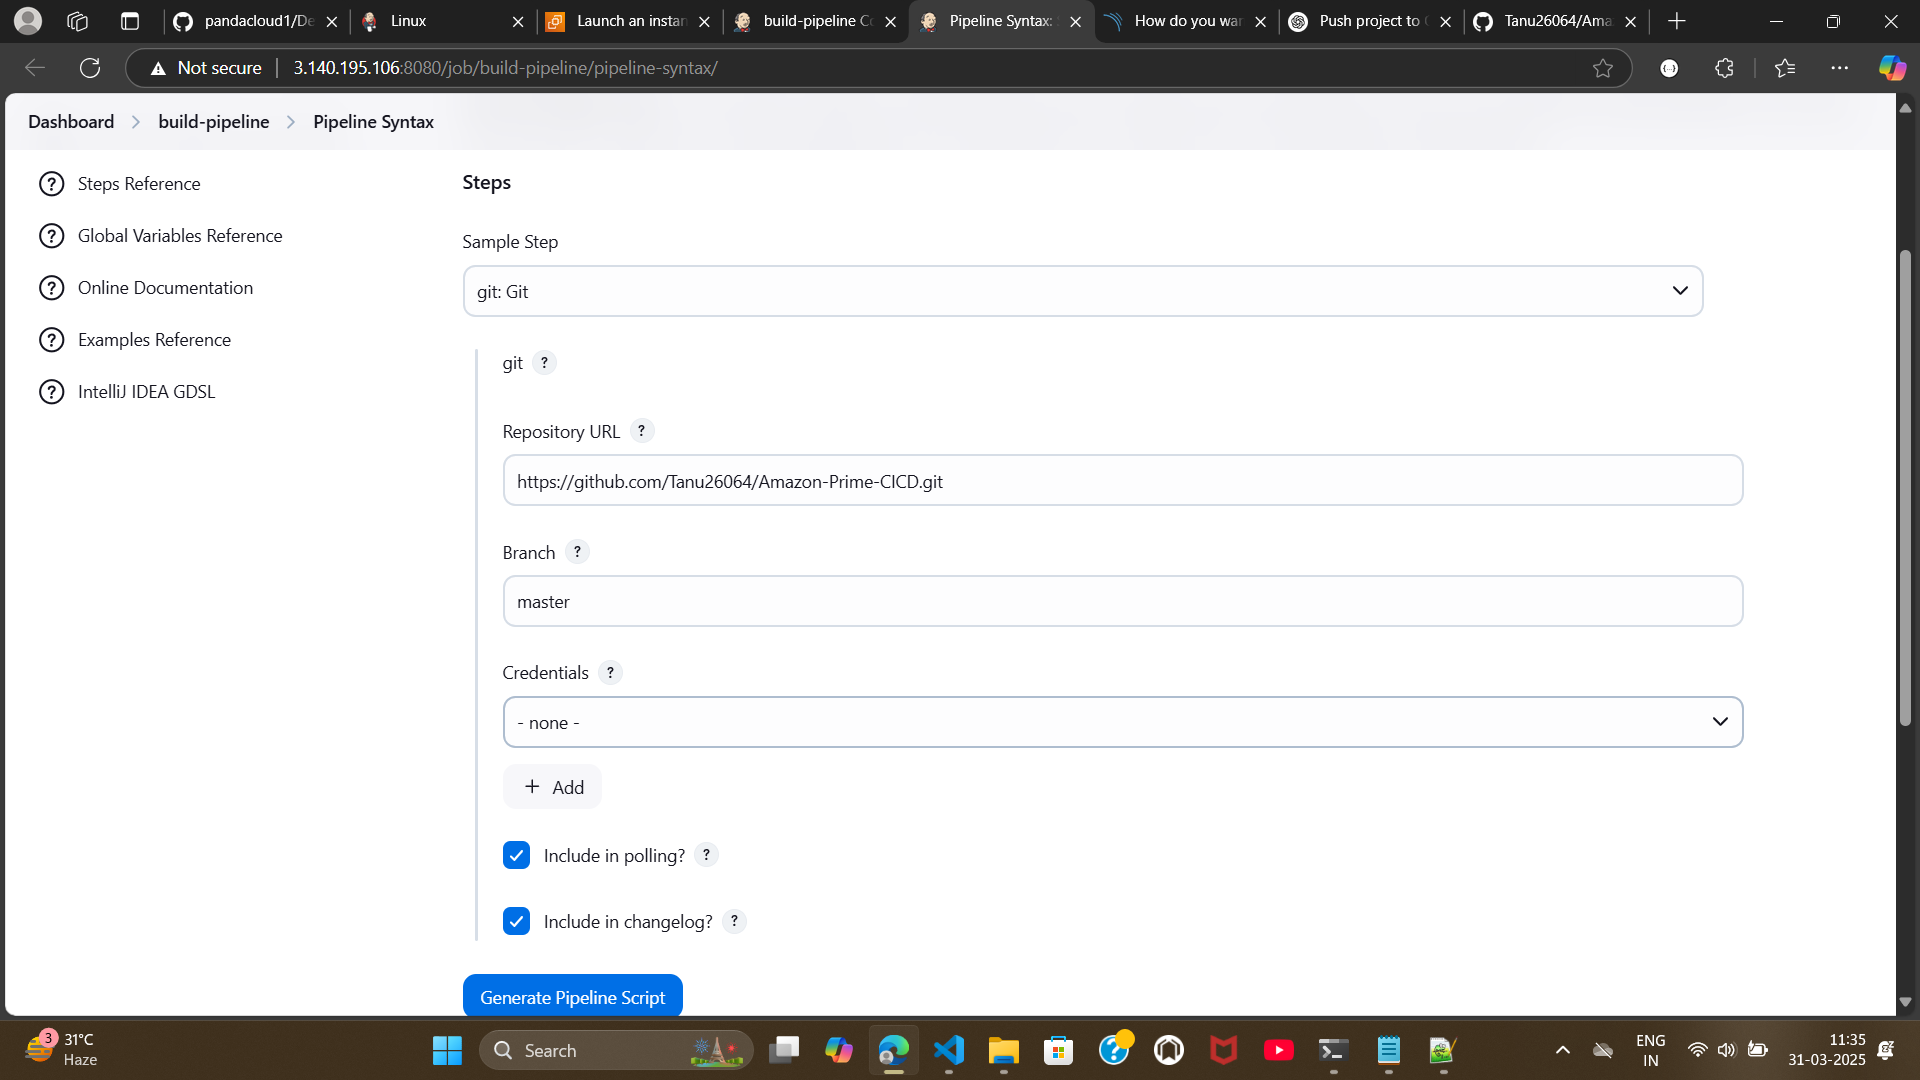 pandacloud1/De
Linux
Launch an instan
build-pipeline Co
Pipeline Syntax:
How do you wan
Push project to
Tanu26064/Ama
Not secure
3.140.195.106:8080/job/build-pipeline/pipeline-syntax/
Dashboard
build-pipeline
Pipeline Syntax
Steps Reference
Global Variables Reference
Online Documentation
Examples Reference
IntelliJ IDEA GDSL
Steps
Sample Step
git: Git
git ?
Repository URL ?
https://github.com/Tanu26064/Amazon-Prime-CICD.git
Branch ?
master
Credentials ?
- none -
+ Add
Include in polling? ?
Include in changelog? ?
Generate Pipeline Script
3
31°C
Haze
Search
ENG
IN
11:35
31-03-2025